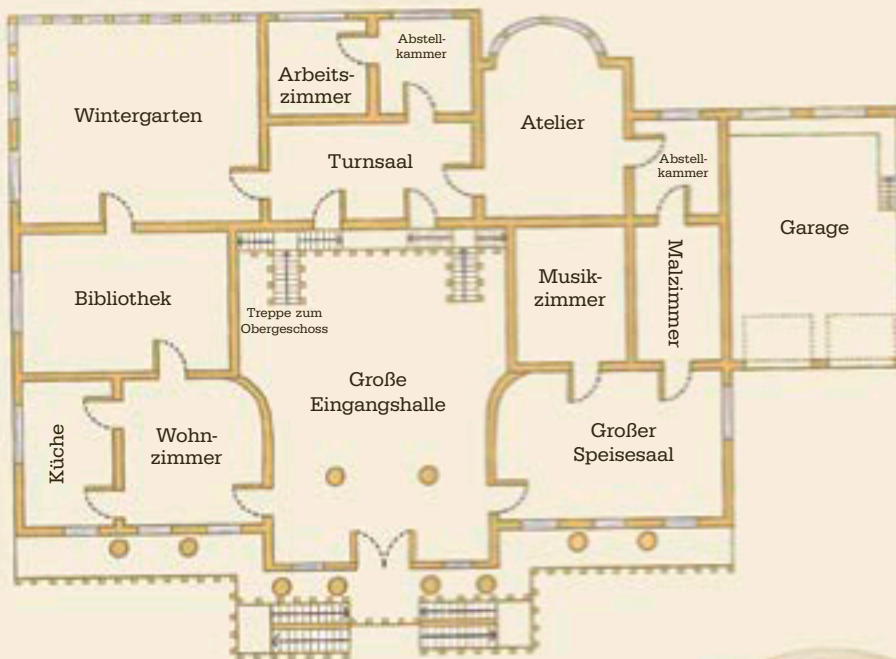 Abstell-
kammer
Arbeits-
zimmer
Wintergarten
Atelier
Turnsaal
Abstell-
kammer
Garage
Malzimmer
Musik-
zimmer
Bibliothek
Treppe zum
Obergeschoss
Große
Eingangshalle
Großer
Speisesaal
Wohn-
zimmer
Küche